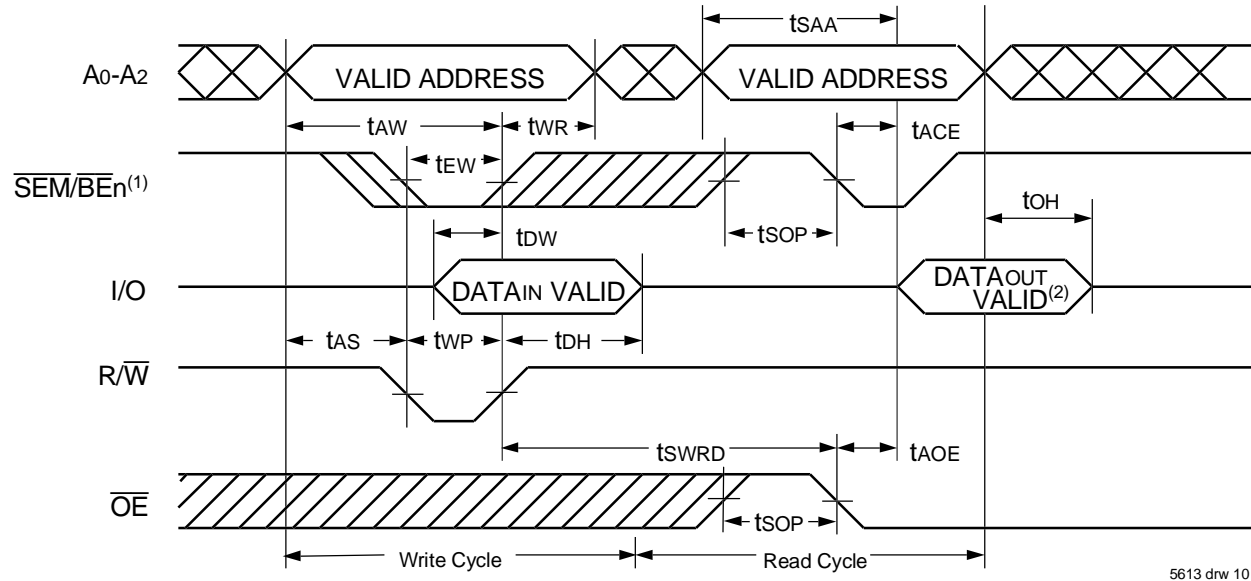 tSAA
A0-A2
VALID ADDRESS
VALID ADDRESS
tAW
tWR
tACE
SEM/BEn(1)
tEW
tOH
tDW
tSOP
I/O
DATAIN VALID
DATAOUT
VALID(2)
tAS
tWP
tDH
R/W
tSWRD
tAOE
OE
tSOP
Write Cycle
Read Cycle
5613 drw 10